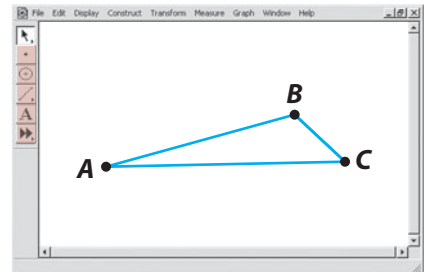 File Edit Display Construct Transform Measure Graph Window Help
A
B
A
C